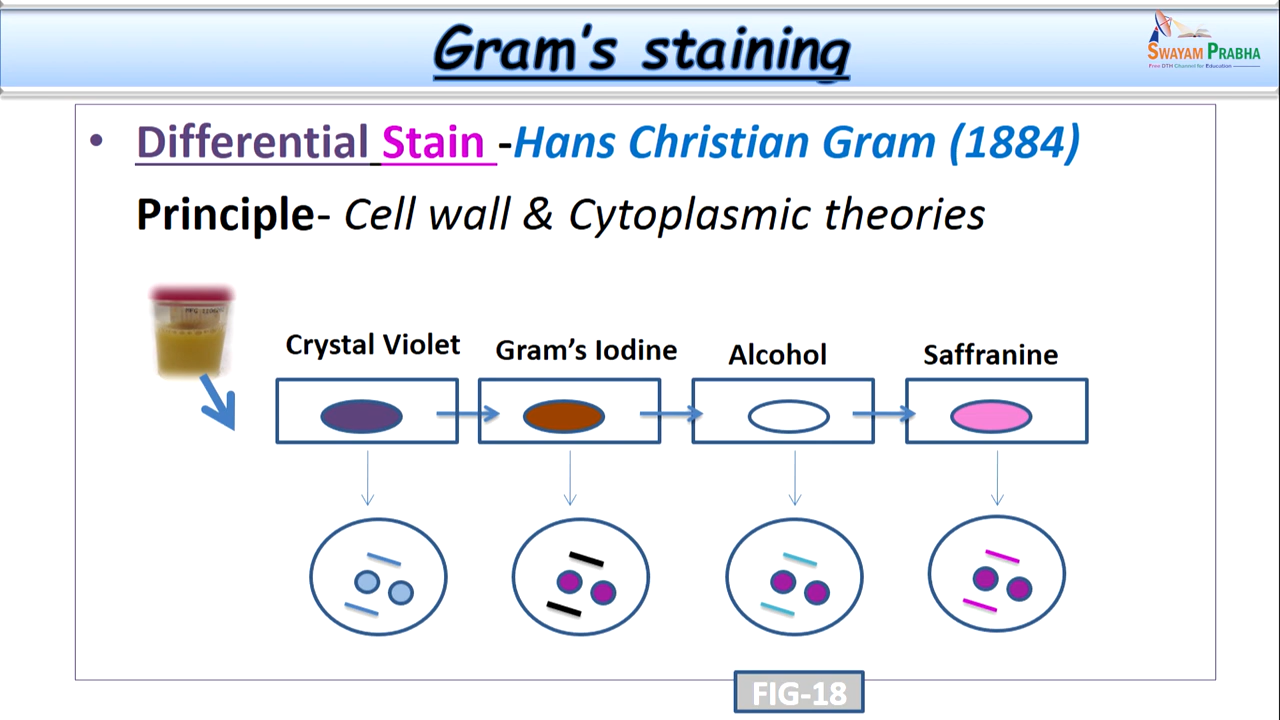 Gram's staining
SWAYAM PRABHA
Free DTH Channel for Education
• Differential Stain -Hans Christian Gram (1884)
Principle- Cell wall & Cytoplasmic theories
Crystal Violet
Gram's Iodine
Alcohol
Saffranine
FIG-18